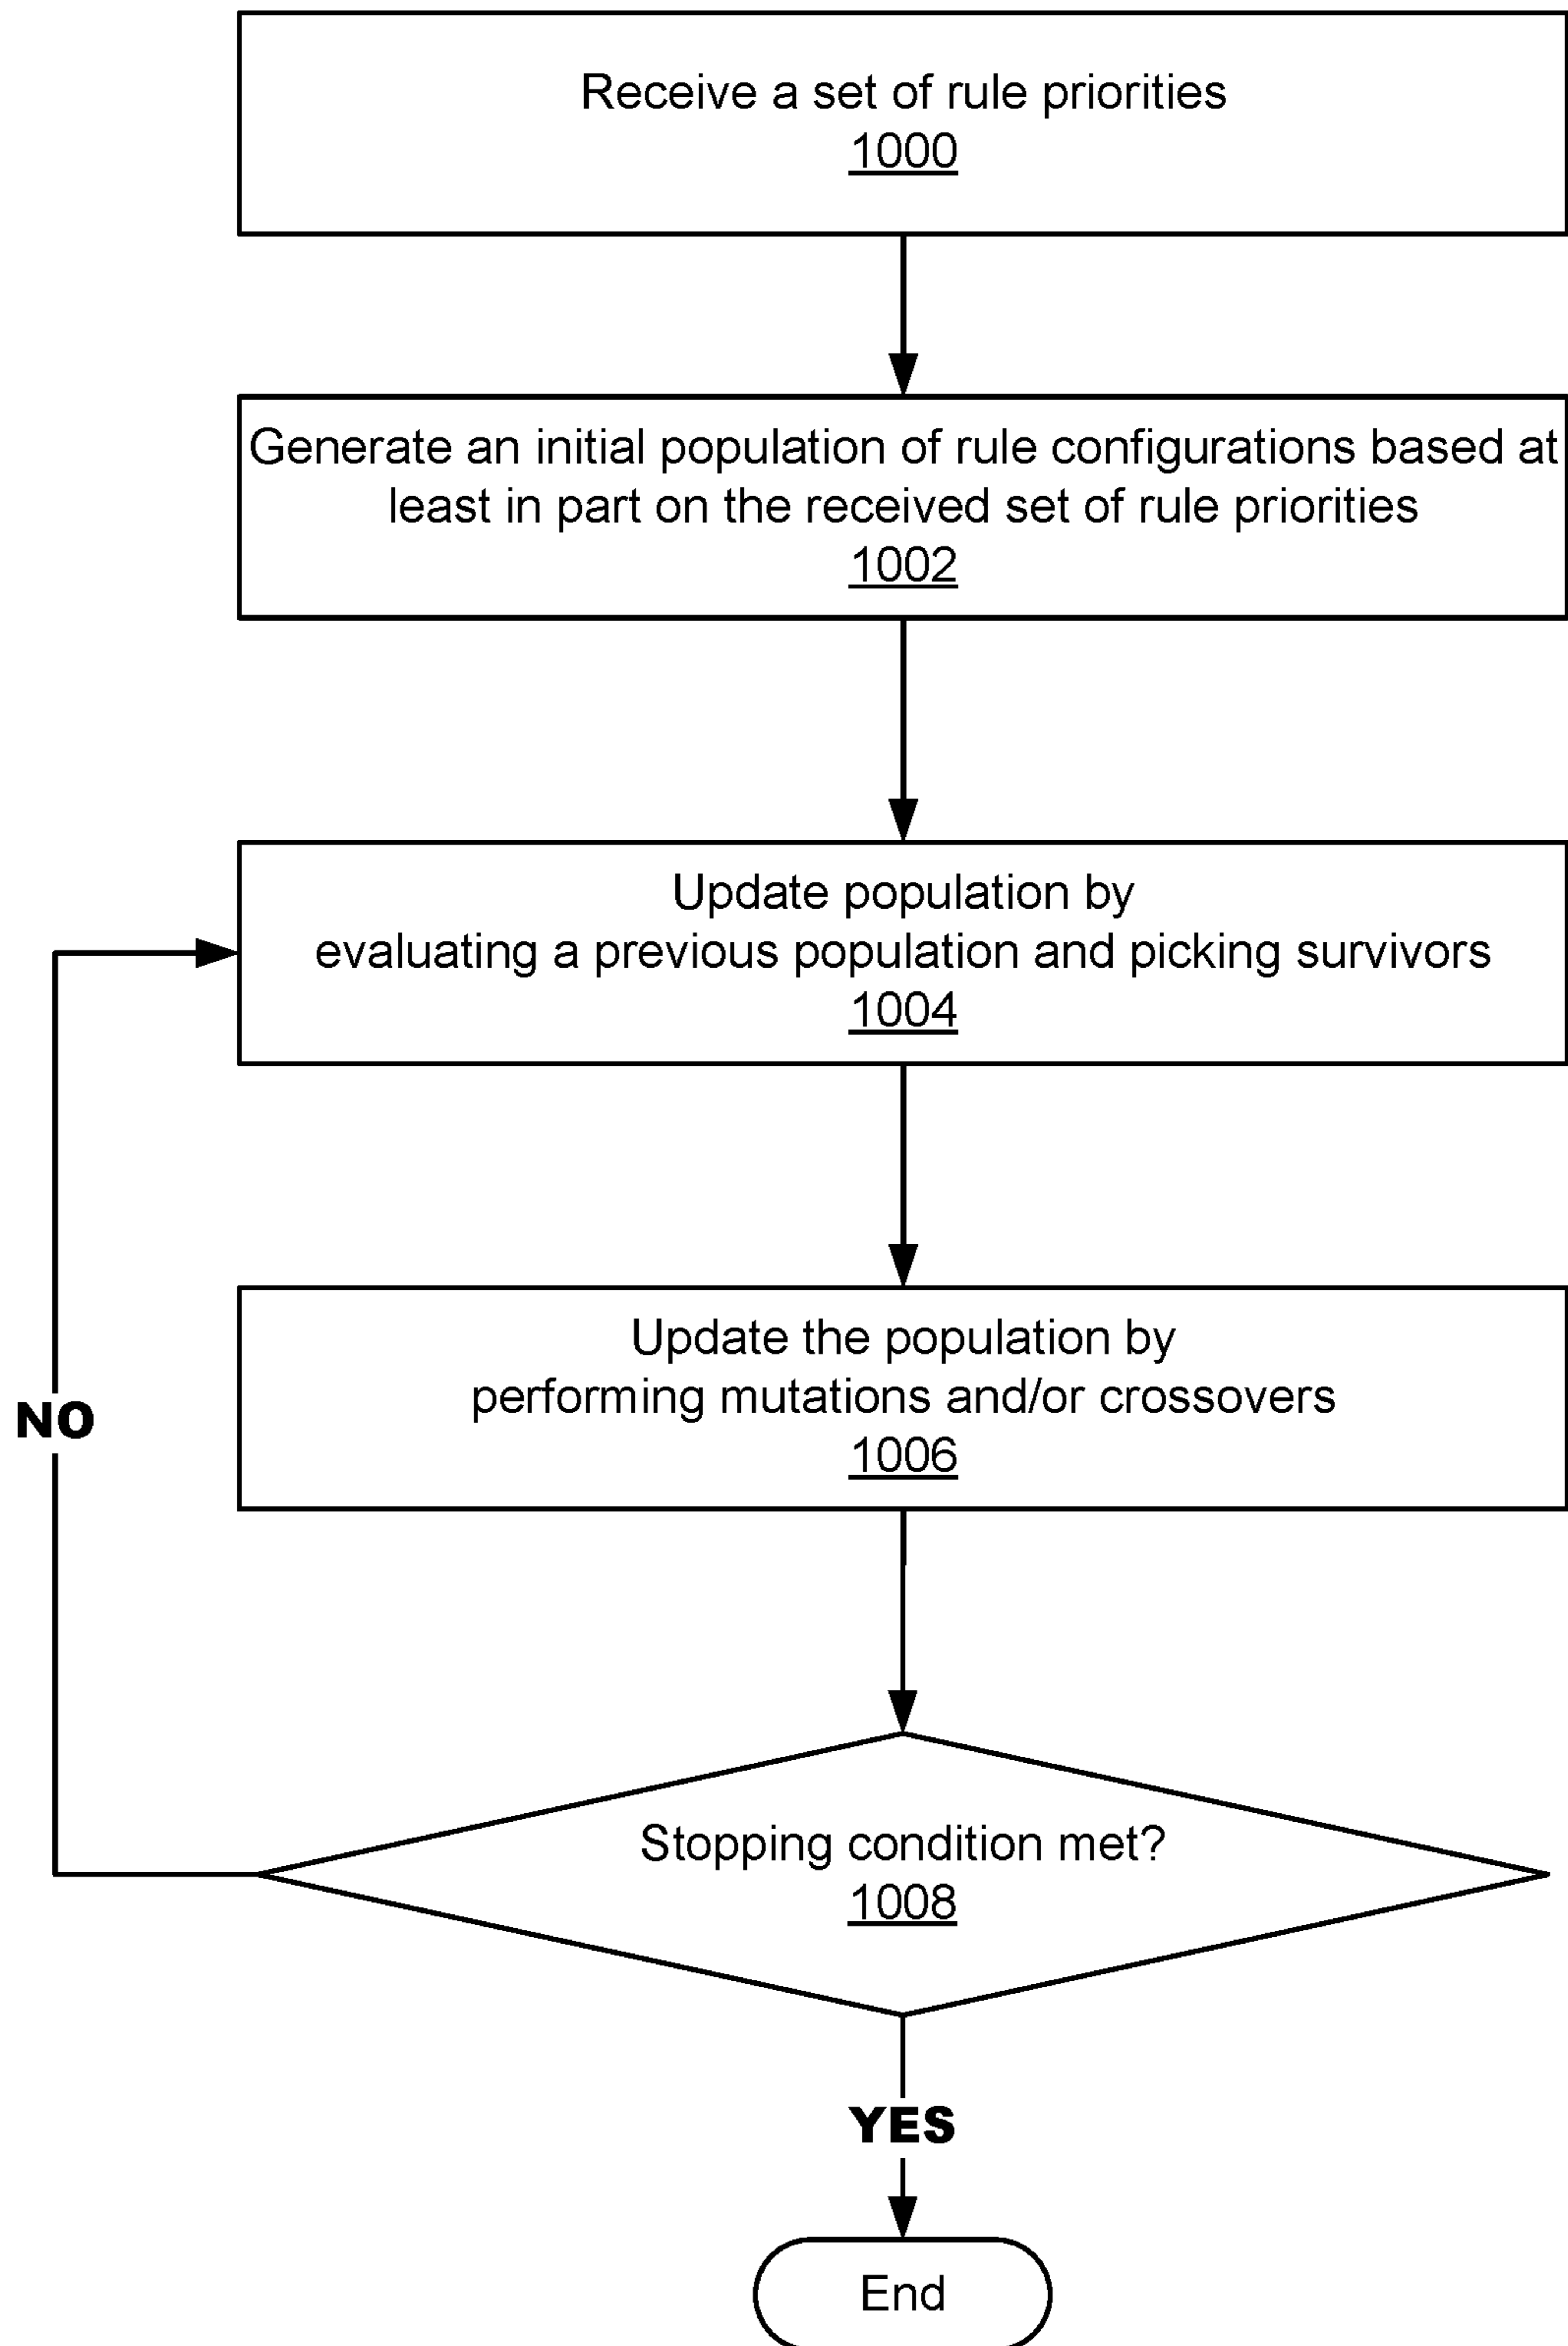 Receive a set of rule priorities
1000
Generate an initial population of rule configurations based at
least in part on the received set of rule priorities
1002
Update population by
evaluating a previous population and picking survivors
1004
Update the population by
performing mutations and/or crossovers
1006
NO
Stopping condition met?
1008
YES
End